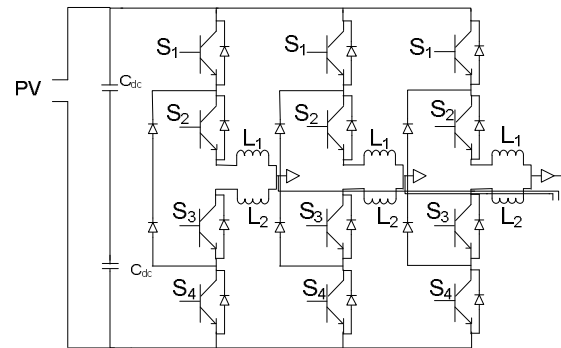 S1 S1 S1
PV
Cdc
S2 S2 S2
L1 L1 L1
S3 S3 S3
L2 L2 L2
Cdc
S4 S4 S4